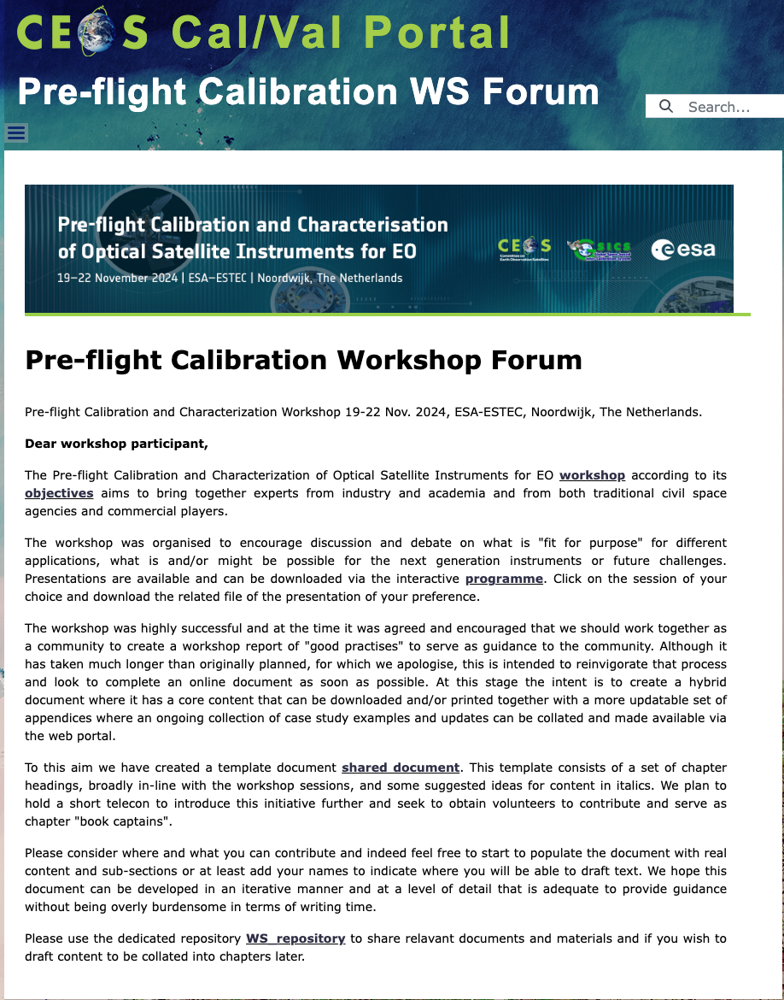 CEOS Cal/Val Portal
Pre-flight Calibration WS Forum
Search...
Pre-flight Calibration and Characterisation
of Optical Satellite Instruments for EO
19–22 November 2024 | ESA–ESTEC | Noordwijk, The Netherlands
CEOS
Committee on
Earth Observation Satellites
GSICS
esa
Pre-flight Calibration Workshop Forum
Pre-flight Calibration and Characterization Workshop 19-22 Nov. 2024, ESA-ESTEC, Noordwijk, The Netherlands.
Dear workshop participant,
The Pre-flight Calibration and Characterization of Optical Satellite Instruments for EO workshop according to its
objectives aims to bring together experts from industry and academia and from both traditional civil space
agencies and commercial players.
The workshop was organised to encourage discussion and debate on what is "fit for purpose" for different
applications, what is and/or might be possible for the next generation instruments or future challenges.
Presentations are available and can be downloaded via the interactive programme. Click on the session of your
choice and download the related file of the presentation of your preference.
The workshop was highly successful and at the time it was agreed and encouraged that we should work together as
a community to create a workshop report of "good practises" to serve as guidance to the community. Although it
has taken much longer than originally planned, for which we apologise, this is intended to reinvigorate that process
and look to complete an online document as soon as possible. At this stage the intent is to create a hybrid
document where it has a core content that can be downloaded and/or printed together with a more updatable set of
appendices where an ongoing collection of case study examples and updates can be collated and made available via
the web portal.
To this aim we have created a template document shared document. This template consists of a set of chapter
headings, broadly in-line with the workshop sessions, and some suggested ideas for content in italics. We plan to
hold a short telecon to introduce this initiative further and seek to obtain volunteers to contribute and serve as
chapter "book captains".
Please consider where and what you can contribute and indeed feel free to start to populate the document with real
content and sub-sections or at least add your names to indicate where you will be able to draft text. We hope this
document can be developed in an iterative manner and at a level of detail that is adequate to provide guidance
without being overly burdensome in terms of writing time.
Please use the dedicated repository WS_repository to share relavant documents and materials and if you wish to
draft content to be collated into chapters later.